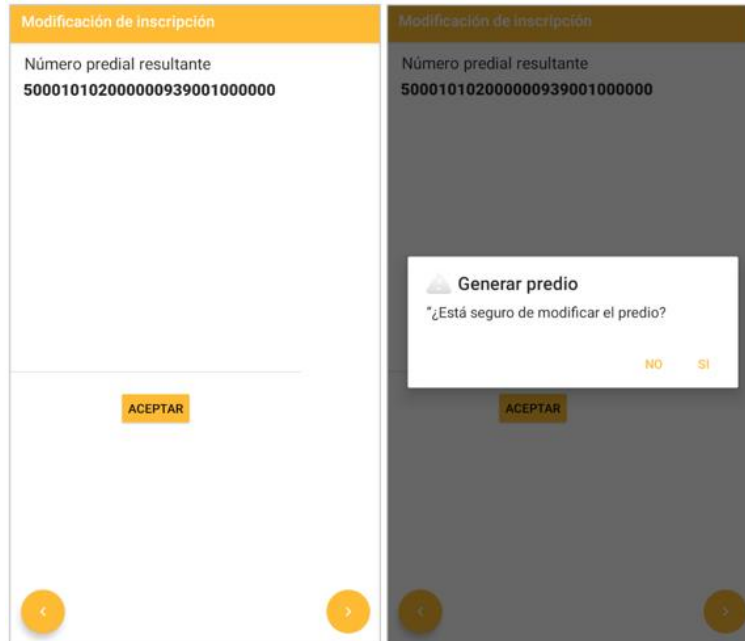 Modificación de inscripción
Número predial resultante
500010102000000939001000000
ACEPTAR
Modificación de inscripción
Número predial resultante
500010102000000939001000000
Generar predio
"¿Está seguro de modificar el predio?
NO SI
ACEPTAR